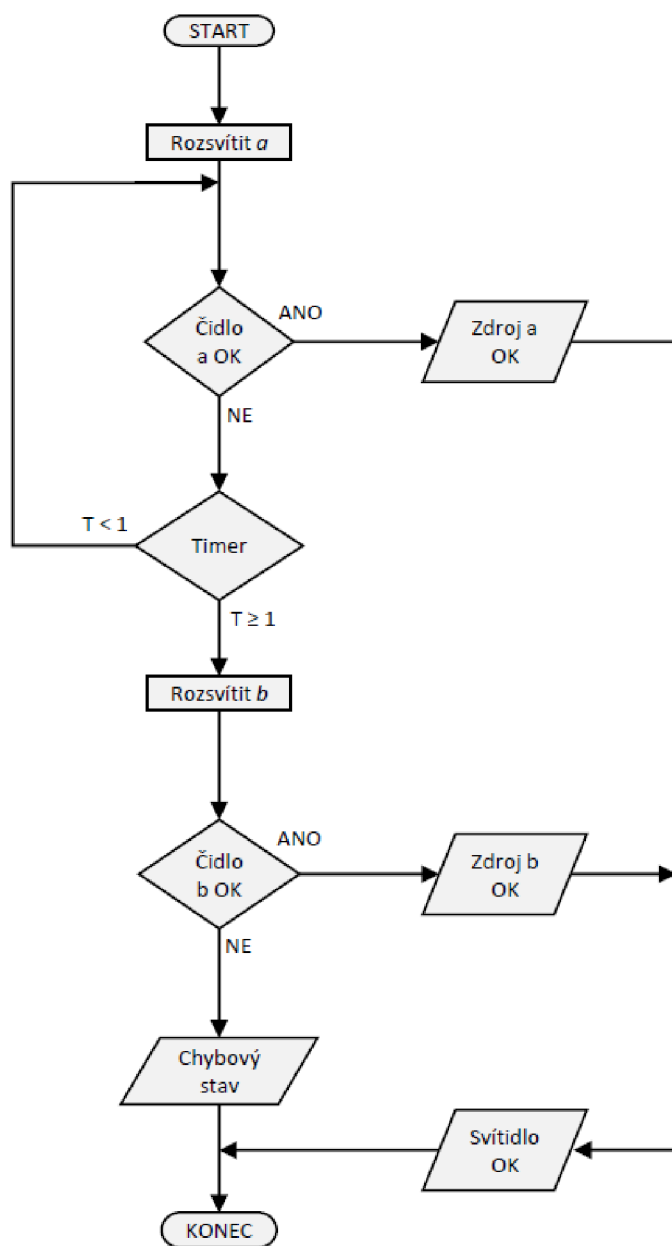 START
Rozsvítit a
Čidlo
a OK
ANO
Zdroj a
OK
NE
T < 1
Timer
T ≥ 1
Rozsvítit b
Čidlo
b OK
ANO
Zdroj b
OK
NE
Chybový
stav
Svítidlo
OK
KONEC